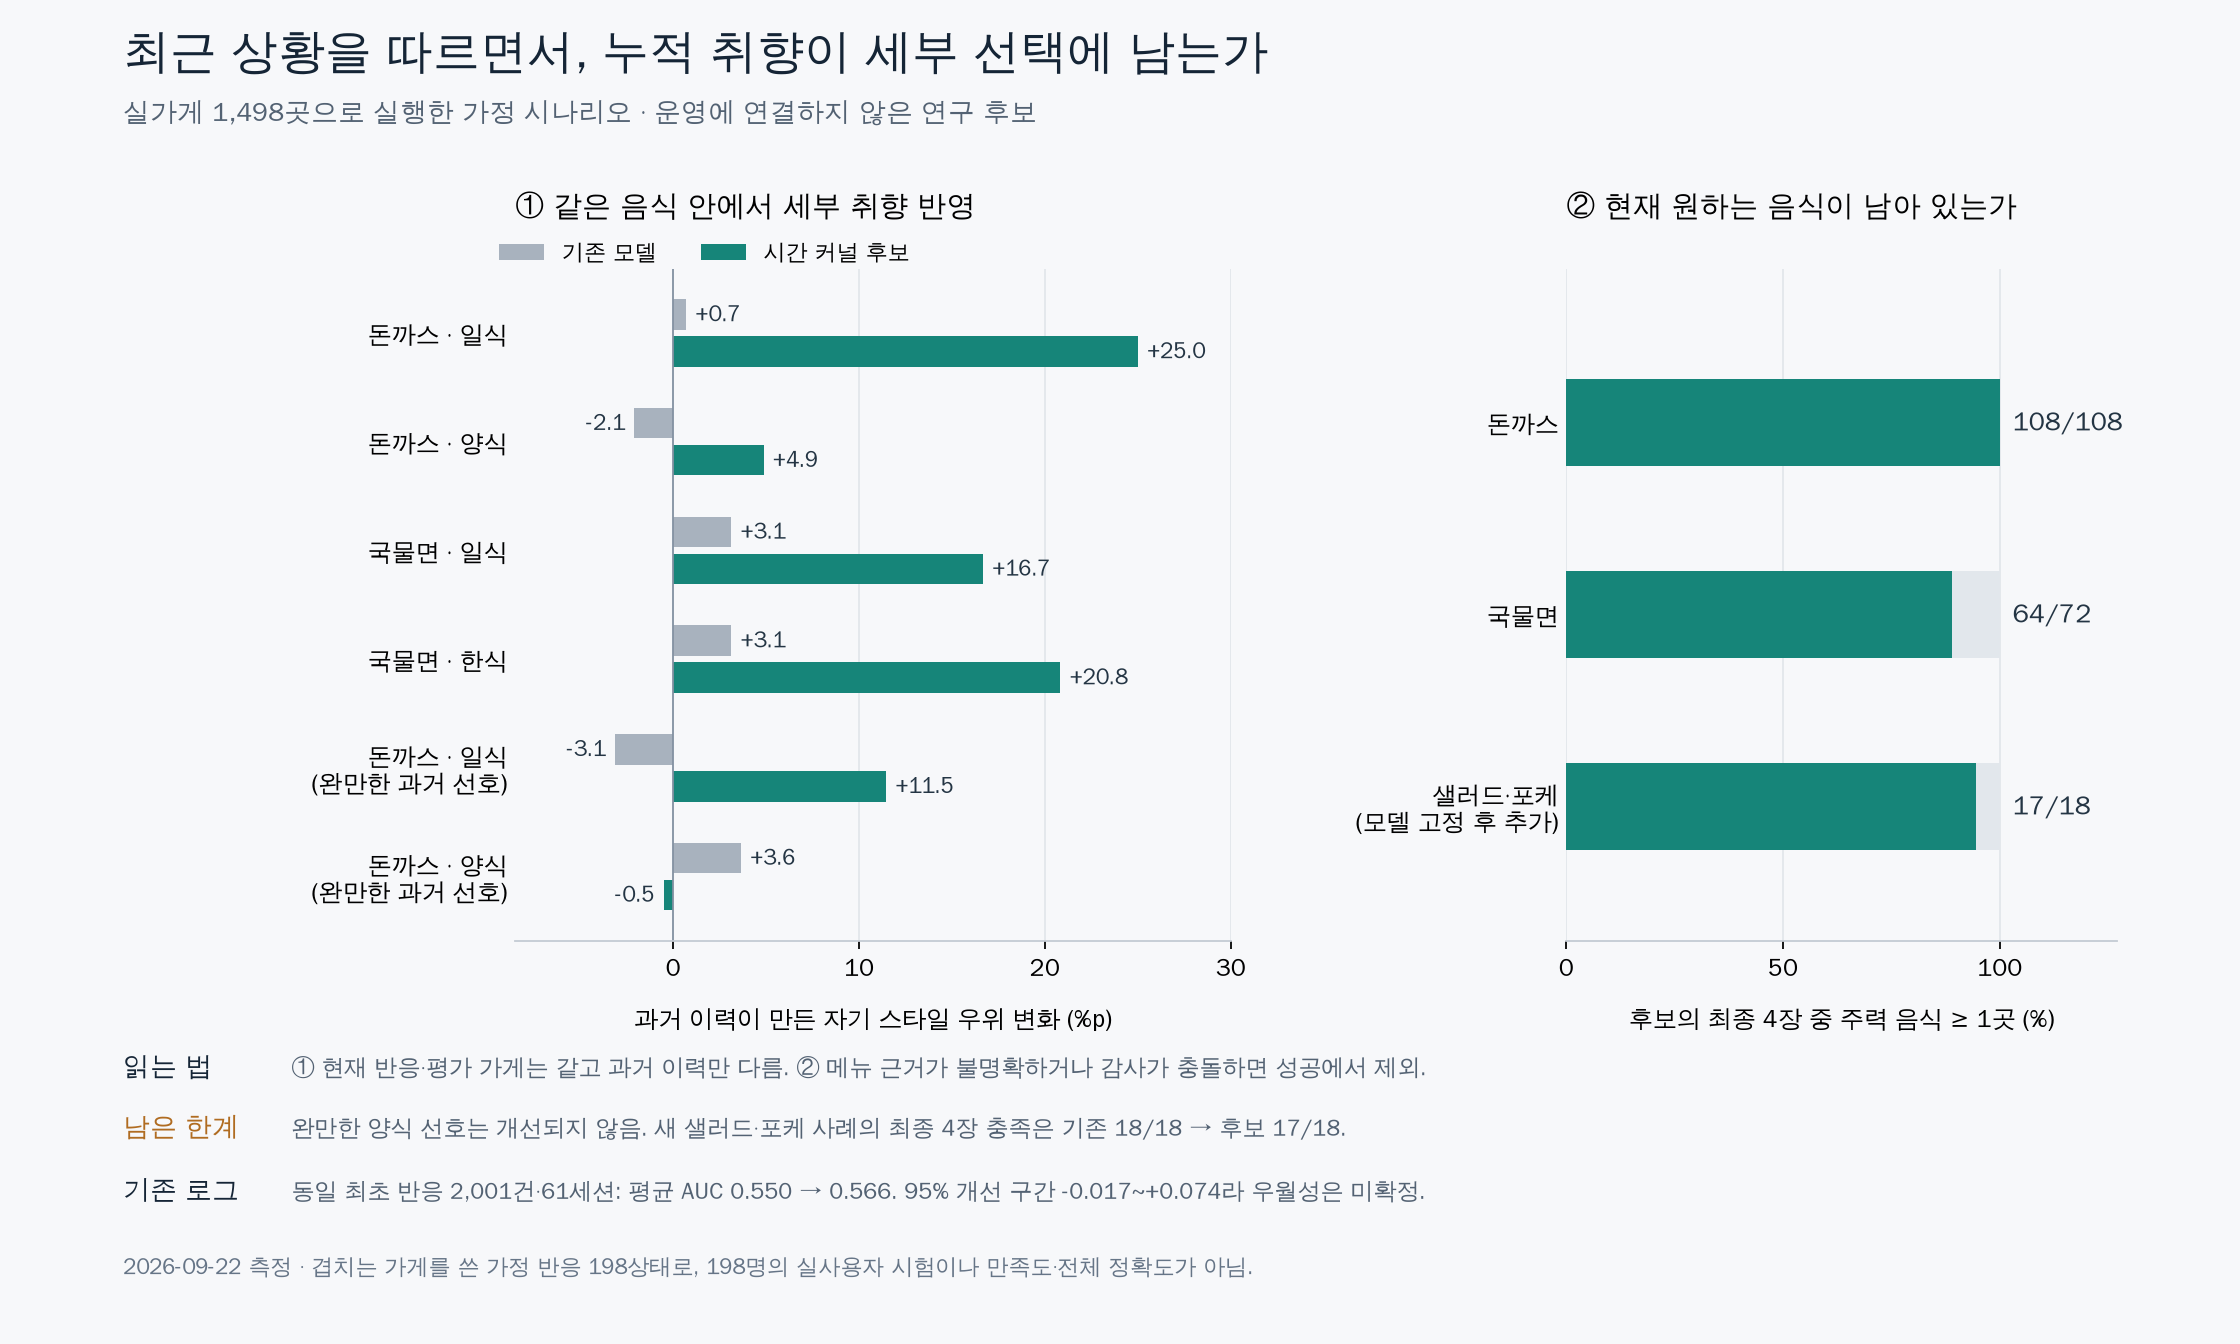 최근 상황을 따르면서, 누적 취향이 세부 선택에 남는가
실가게 1,498곳으로 실행한 가정 시나리오 · 운영에 연결하지 않은 연구 후보
① 같은 음식 안에서 세부 취향 반영
기존 모델
시간 커널 후보
돈까스 · 일식
+0.7
+25.0
돈까스 · 양식
-2.1
+4.9
국물면 · 일식
+3.1
+16.7
국물면 · 한식
+3.1
+20.8
돈까스 · 일식
(완만한 과거 선호)
-3.1
+11.5
돈까스 · 양식
(완만한 과거 선호)
+3.6
-0.5
0 10 20 30
과거 이력이 만든 자기 스타일 우위 변화 (%p)
② 현재 원하는 음식이 남아 있는가
돈까스
108/108
국물면
64/72
샐러드·포케
(모델 고정 후 추가)
17/18
0 50 100
후보의 최종 4장 중 주력 음식 ≥ 1곳 (%)
읽는 법 ① 현재 반응·평가 가게는 같고 과거 이력만 다름. ② 메뉴 근거가 불명확하거나 감사가 충돌하면 성공에서 제외.
남은 한계 완만한 양식 선호는 개선되지 않음. 새 샐러드·포케 사례의 최종 4장 충족은 기존 18/18 → 후보 17/18.
기존 로그 동일 최초 반응 2,001건·61세션: 평균 AUC 0.550 → 0.566. 95% 개선 구간 -0.017~+0.074라 우월성은 미확정.
2026-09-22 측정 · 겹치는 가게를 쓴 가정 반응 198상태로, 198명의 실사용자 시험이나 만족도·전체 정확도가 아님.